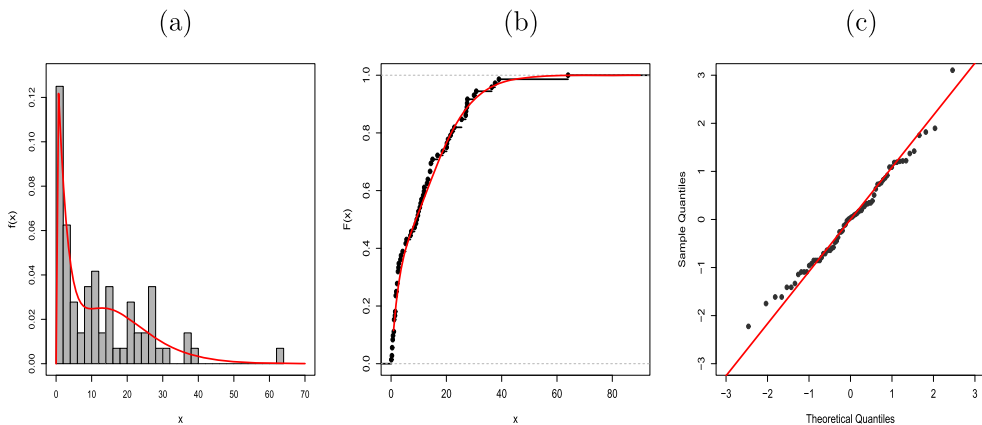 (a) (b) (c)
f(x)
0.12
0.10
0.08
0.06
0.04
0.02
0.00
0 10 20 30 40 50 60 70
x
F(x)
1.0
0.8
0.6
0.4
0.2
0.0
0 20 40 60 80
x
Sample Quantiles
3
2
1
0
−1
−2
−3
−3 −2 −1 0 1 2 3
Theoretical Quantiles